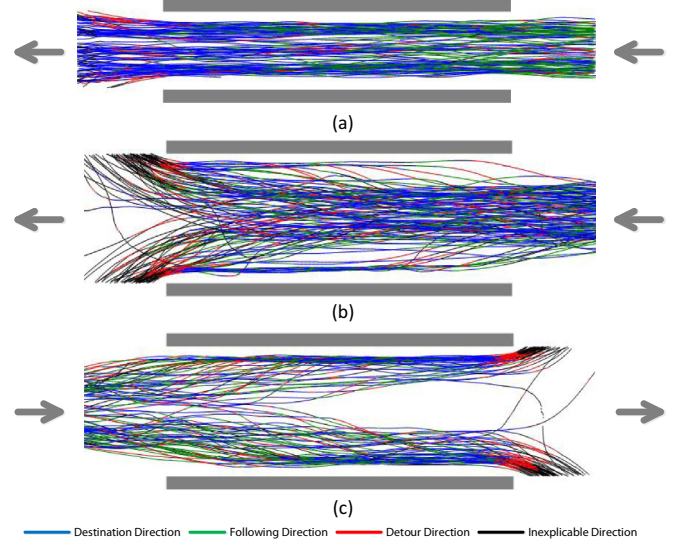 (a)
(b)
(c)
Destination Direction Following Direction Detour Direction Inexplicable Direction